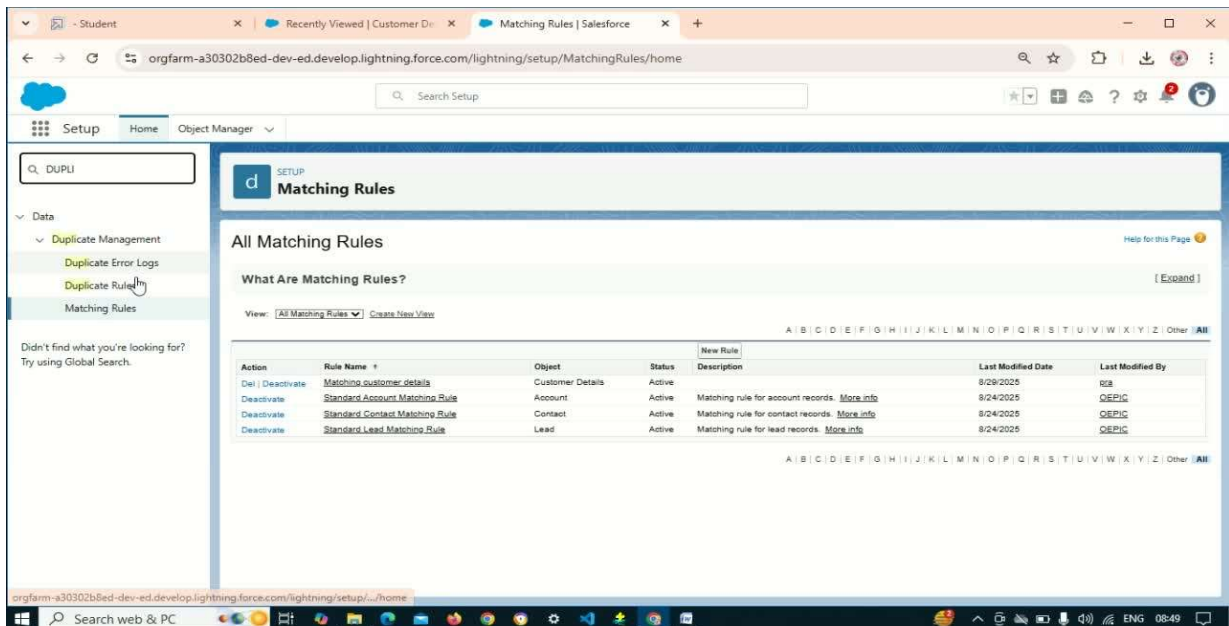 - Student
Recently Viewed | Customer De
Matching Rules | Salesforce
orgfarm-a30302b8ed-dev-ed.develop.lightning.force.com/lightning/setup/MatchingRules/home
Search Setup
2
Setup Home Object Manager
DUPLI
SETUP
d Matching Rules
Data
Duplicate Management
Duplicate Error Logs
Duplicate Rules
Matching Rules
Didn't find what you're looking for?
Try using Global Search.
All Matching Rules
Help for this Page
What Are Matching Rules?
[ Expand ]
View: All Matching Rules Create New View
A | B | C | D | E | F | G | H | I | J | K | L | M | N | O | P | Q | R | S | T | U | V | W | X | Y | Z | Other All
New Rule
Action Rule Name ↑ Object Status Description Last Modified Date Last Modified By
Del | Deactivate Matching customer details Customer Details Active 8/29/2025 pra
Deactivate Standard Account Matching Rule Account Active Matching rule for account records. More info 8/24/2025 OEPIC
Deactivate Standard Contact Matching Rule Contact Active Matching rule for contact records. More info 8/24/2025 OEPIC
Deactivate Standard Lead Matching Rule Lead Active Matching rule for lead records. More info 8/24/2025 OEPIC
A | B | C | D | E | F | G | H | I | J | K | L | M | N | O | P | Q | R | S | T | U | V | W | X | Y | Z | Other All
orgfarm-a30302b8ed-dev-ed.develop.lightning.force.com/lightning/setup/.../home
Search web & PC
ENG 08:49